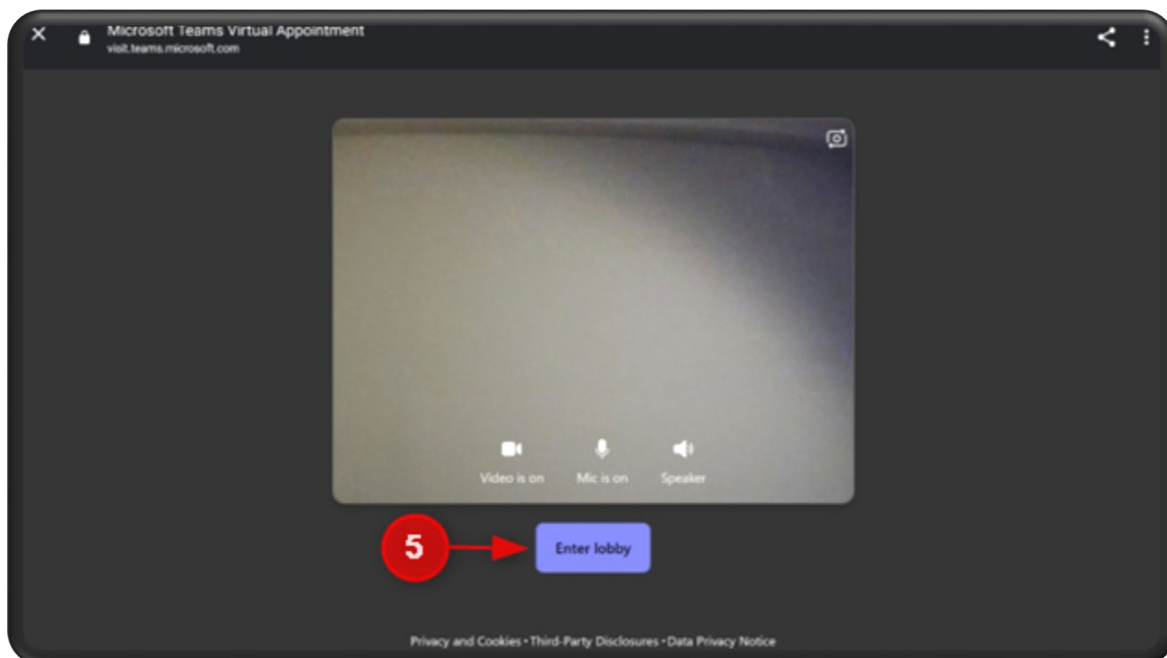 Microsoft Teams Virtual Appointment
visit.teams.microsoft.com
Video is on
Mic is on
Speaker
5
Enter lobby
Privacy and Cookies • Third-Party Disclosures • Data Privacy Notice